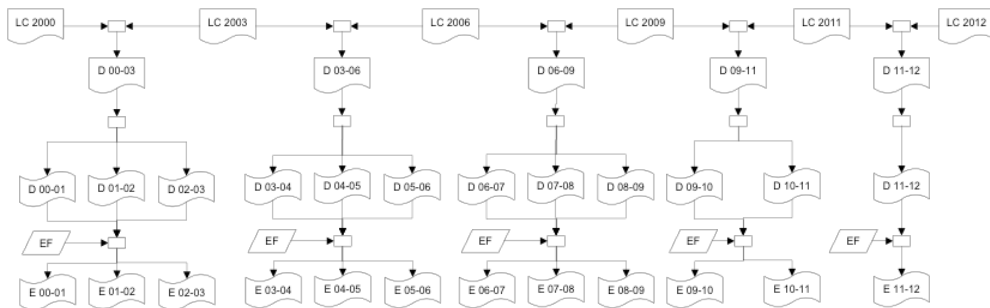 LC 2000 LC 2003 LC 2006 LC 2009 LC 2011 LC 2012
D 00-03 D 03-06 D 06-09 D 09-11 D 11-12
D 00-01 D 01-02 D 02-03 D 03-04 D 04-05 D 05-06 D 06-07 D 07-08 D 08-09 D 09-10 D 10-11 D 11-12
EF EF EF EF EF
E 00-01 E 01-02 E 02-03 E 03-04 E 04-05 E 05-06 E 06-07 E 07-08 E 08-09 E 09-10 E 10-11 E 11-12